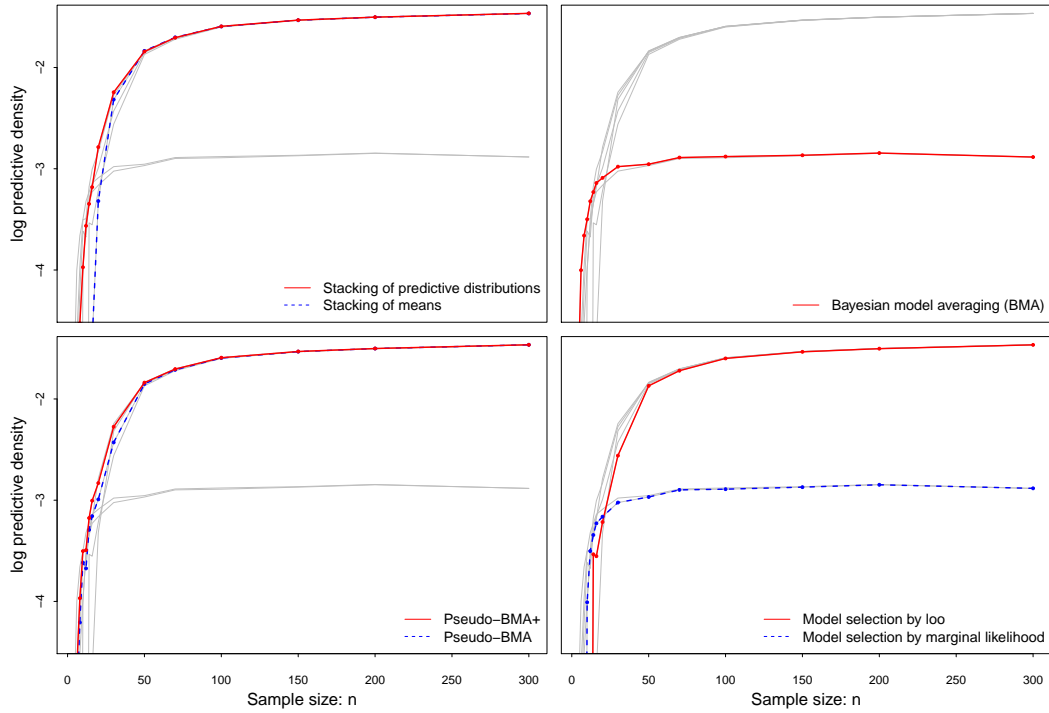 log predictive density
-2
-3
-4
Stacking of predictive distributions
Stacking of means
Bayesian model averaging (BMA)
log predictive density
-2
-3
-4
Pseudo-BMA+
Pseudo-BMA
Model selection by loo
Model selection by marginal likelihood
0 50 100 150 200 250 300
0 50 100 150 200 250 300
Sample size: n
Sample size: n